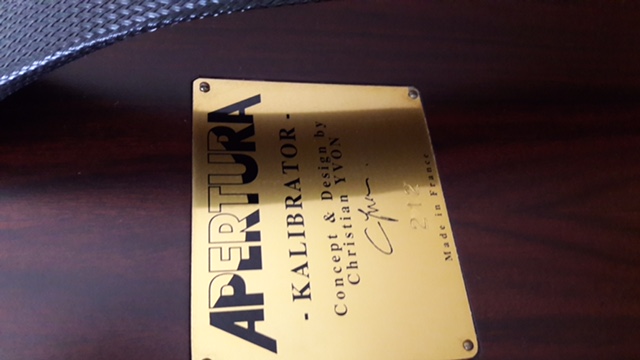 APERTURA
- KALIBRATOR -
Concept & Design by
Christian YVON
Made in France